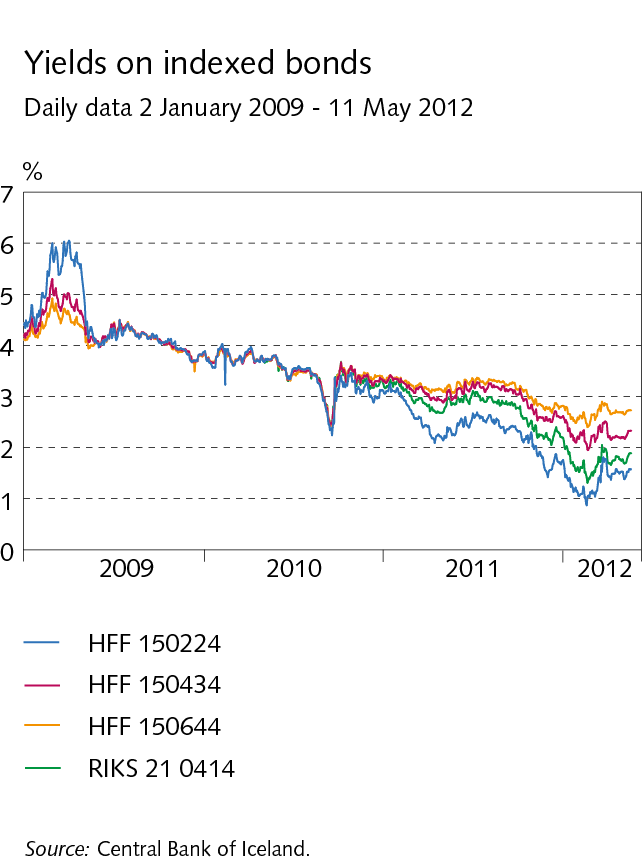 Yields on indexed bonds
Daily data 2 January 2009 - 11 May 2012
%
7
6
5
4
3
2
1
0
2009 2010 2011 2012
HFF 150224
HFF 150434
HFF 150644
RIKS 21 0414
Source: Central Bank of Iceland.